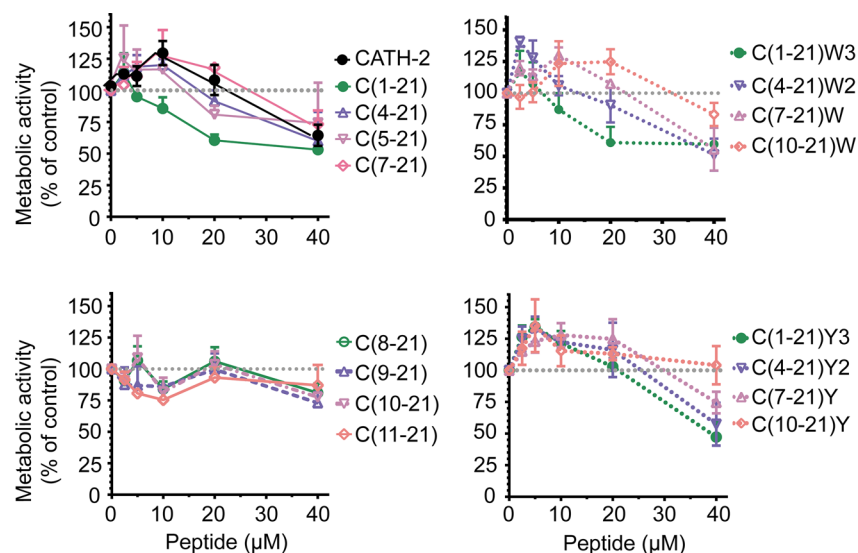 Metabolic activity
(% of control)
150
125
100
75
50
25
0
0 10 20 30 40
CATH-2
C(1-21)
C(4-21)
C(5-21)
C(7-21)
150
125
100
75
50
25
0
0 10 20 30 40
C(1-21)W3
C(4-21)W2
C(7-21)W
C(10-21)W
Metabolic activity
(% of control)
150
125
100
75
50
25
0
0 10 20 30 40
Peptide (µM)
C(8-21)
C(9-21)
C(10-21)
C(11-21)
150
125
100
75
50
25
0
0 10 20 30 40
Peptide (µM)
C(1-21)Y3
C(4-21)Y2
C(7-21)Y
C(10-21)Y